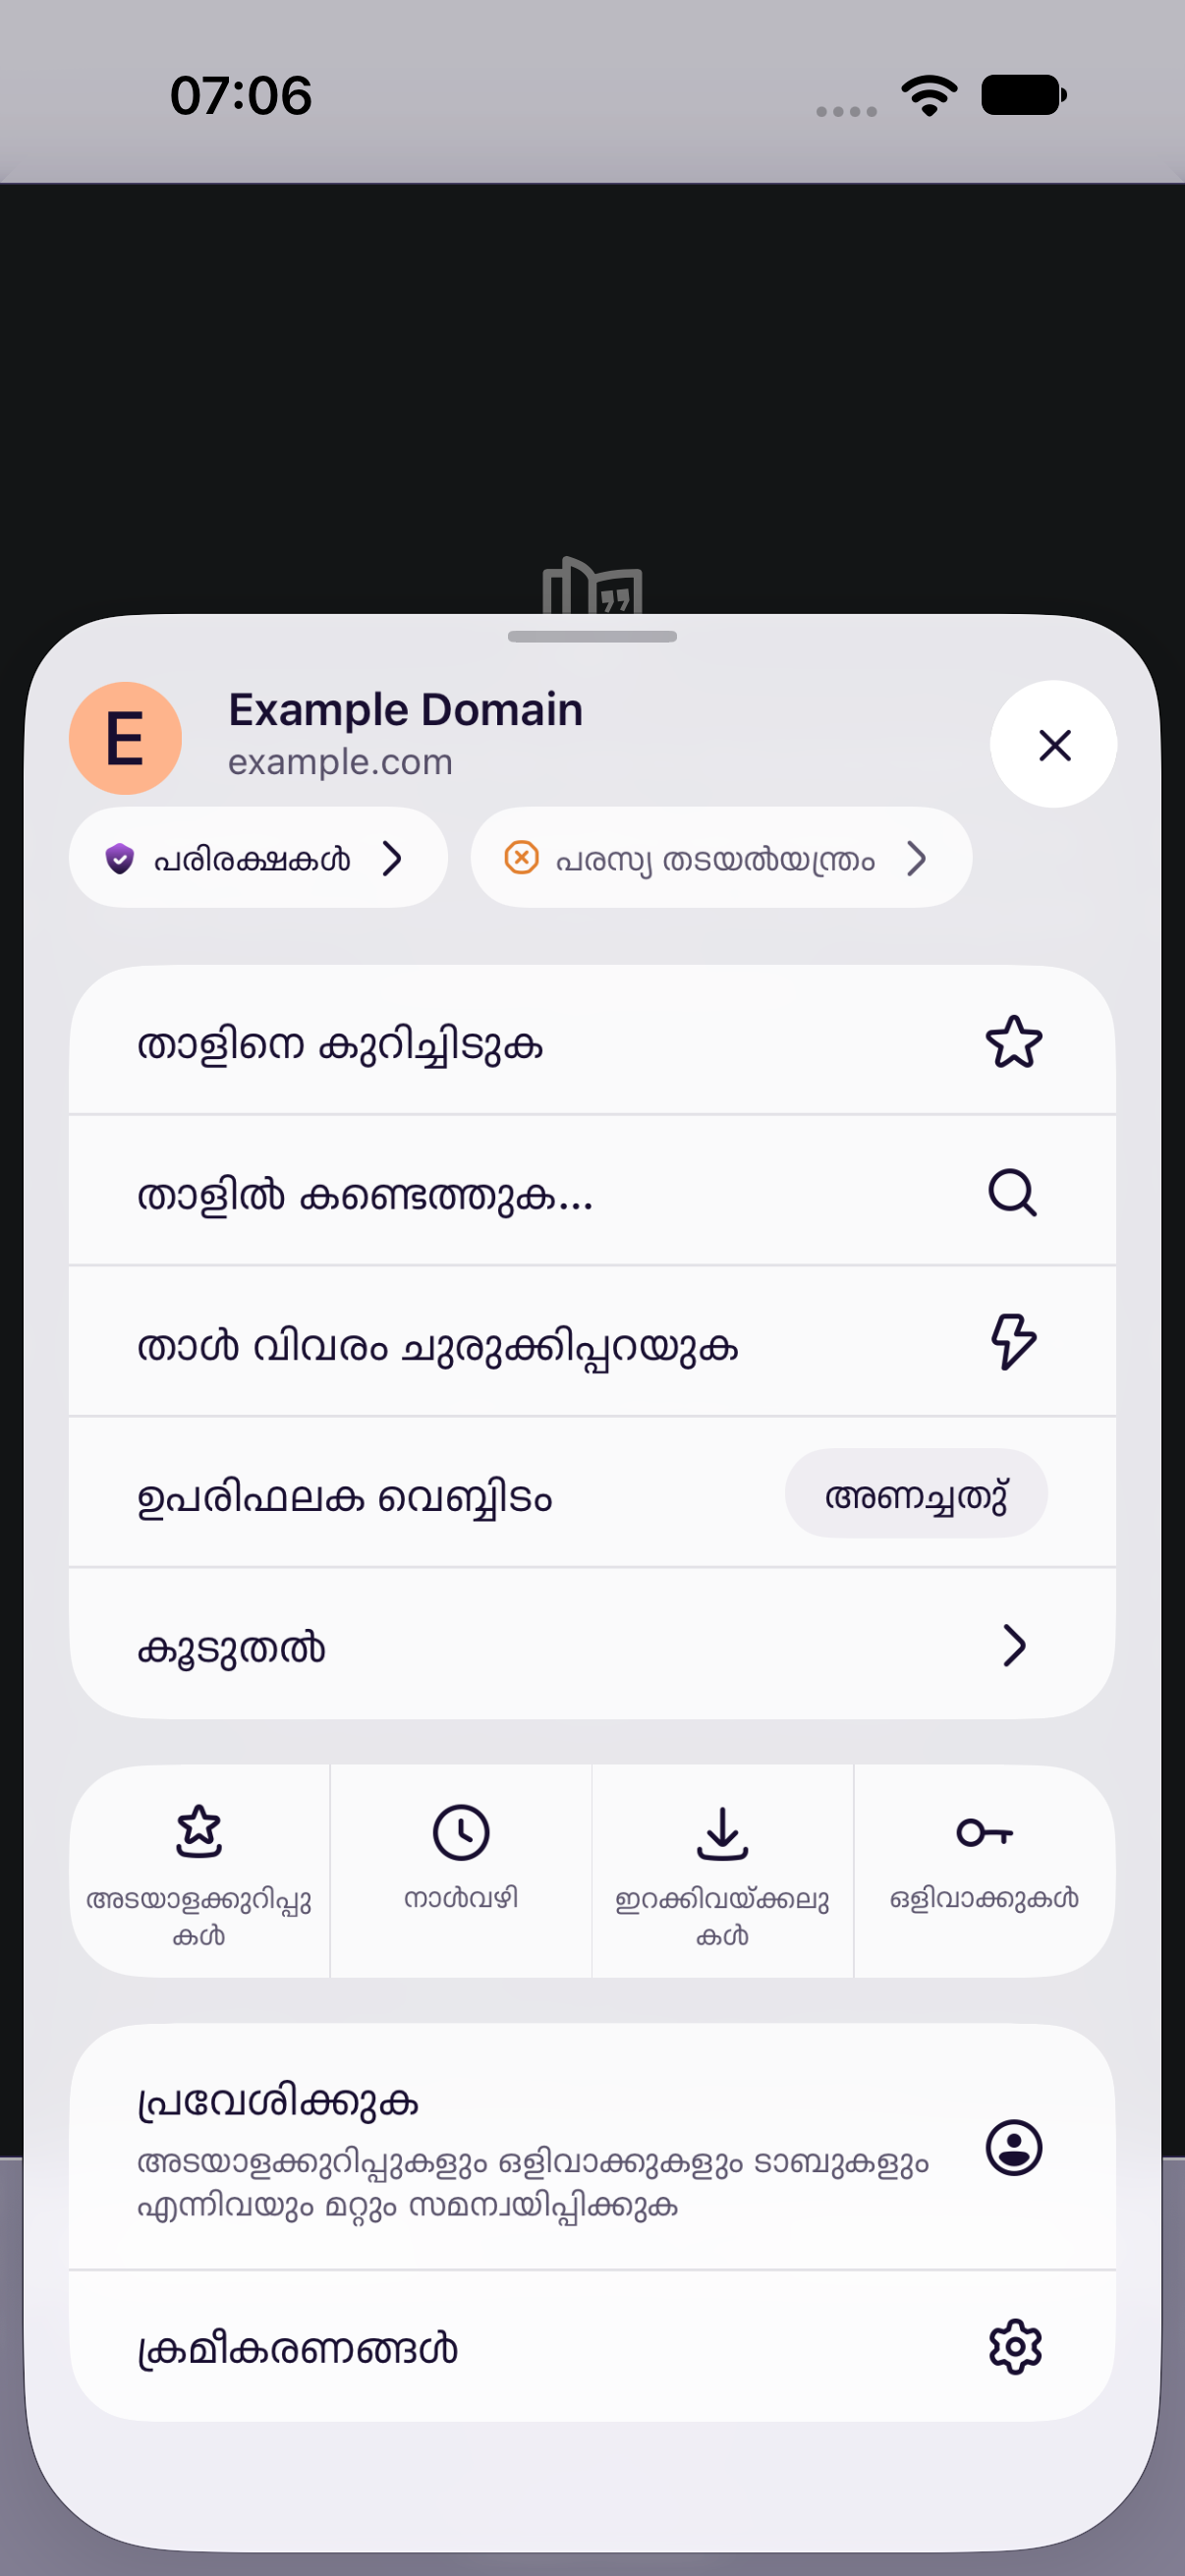 07:06
E
Example Domain
example.com
പരിരക്ഷകൾ
പരസ്യ തടയൽയന്ത്രം
താളിനെ കുറിച്ചിടുക
താളിൽ കണ്ടെത്തുക...
താൾ വിവരം ചുരുക്കിപ്പറയുക
ഉപരിഫലക വെബ്ബിടം
അണച്ചതു്
കൂടുതൽ
അടയാളക്കുറിപ്പു
കൾ
നാൾവഴി
ഇറക്കിവയ്ക്കലു
കൾ
ഒളിവാക്കുകൾ
പ്രവേശിക്കുക
അടയാളക്കുറിപ്പുകളും ഒളിവാക്കുകളും ടാബുകളും
എന്നിവയും മറ്റും സമന്വയിപ്പിക്കുക
ക്രമീകരണങ്ങൾ